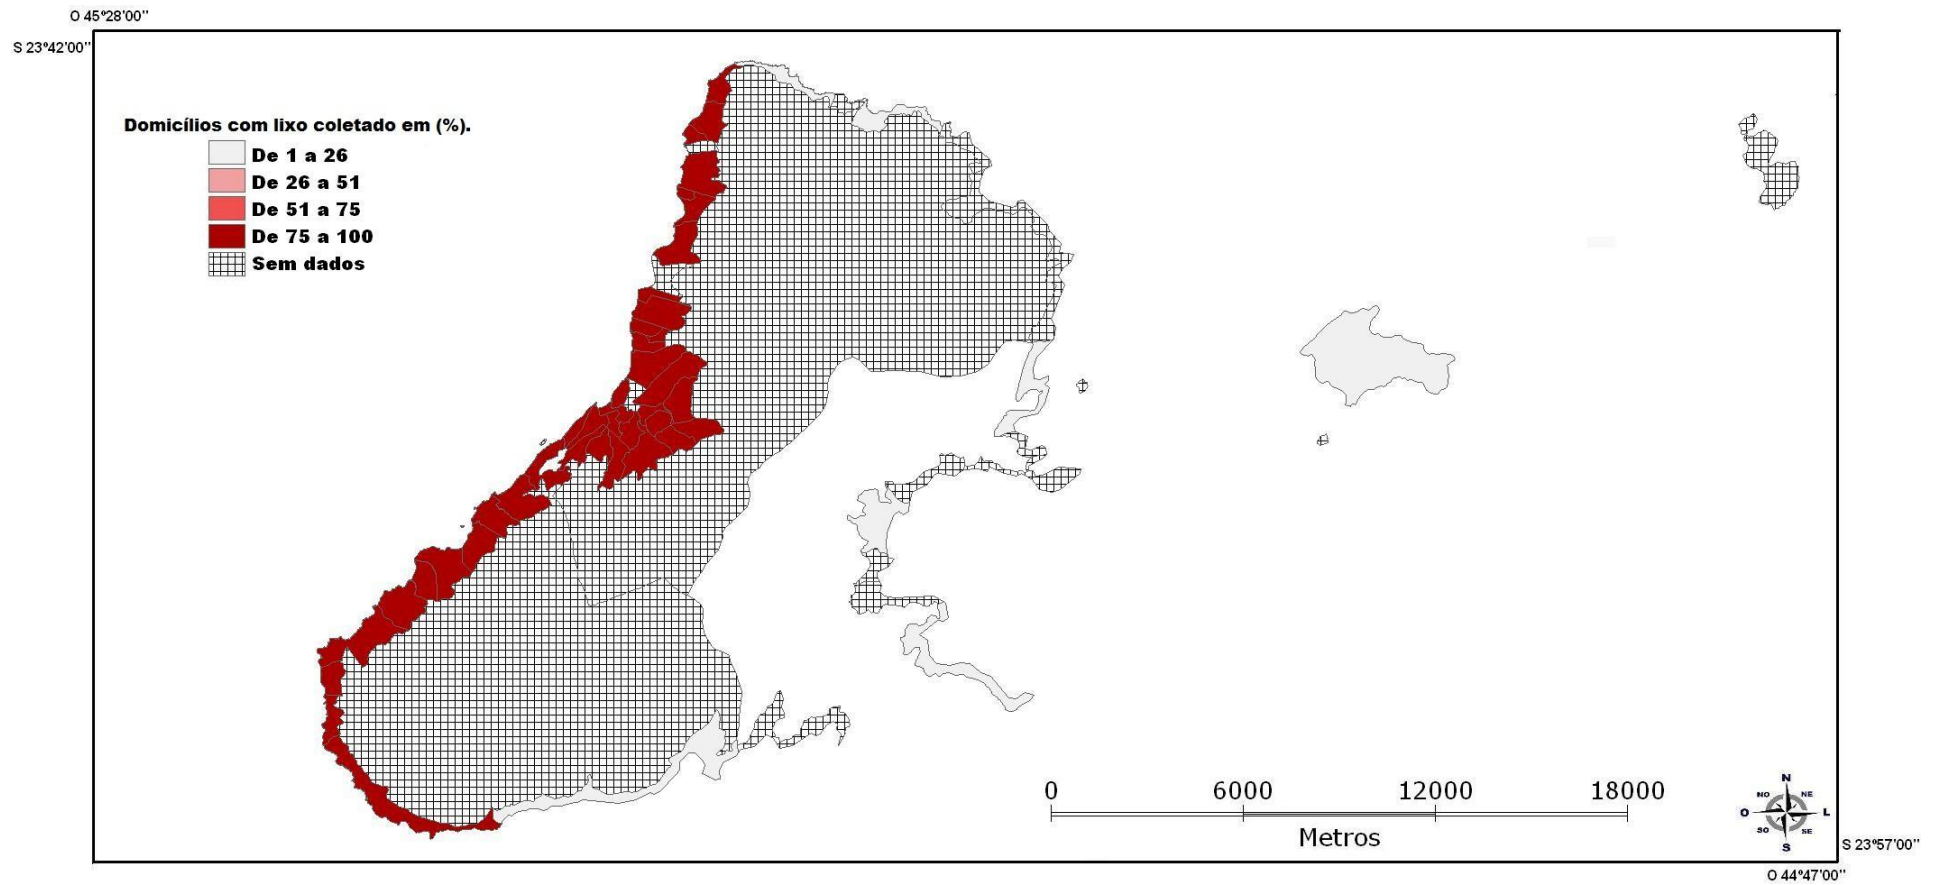 O 45°28'00''
S 23°42'00''
Domicílios com lixo coletado em (%).
De 1 a 26
De 26 a 51
De 51 a 75
De 75 a 100
Sem dados
0 6000 12000 18000
Metros
N
NO NE
O L
SO SE
S
S 23°57'00''
O 44°47'00''